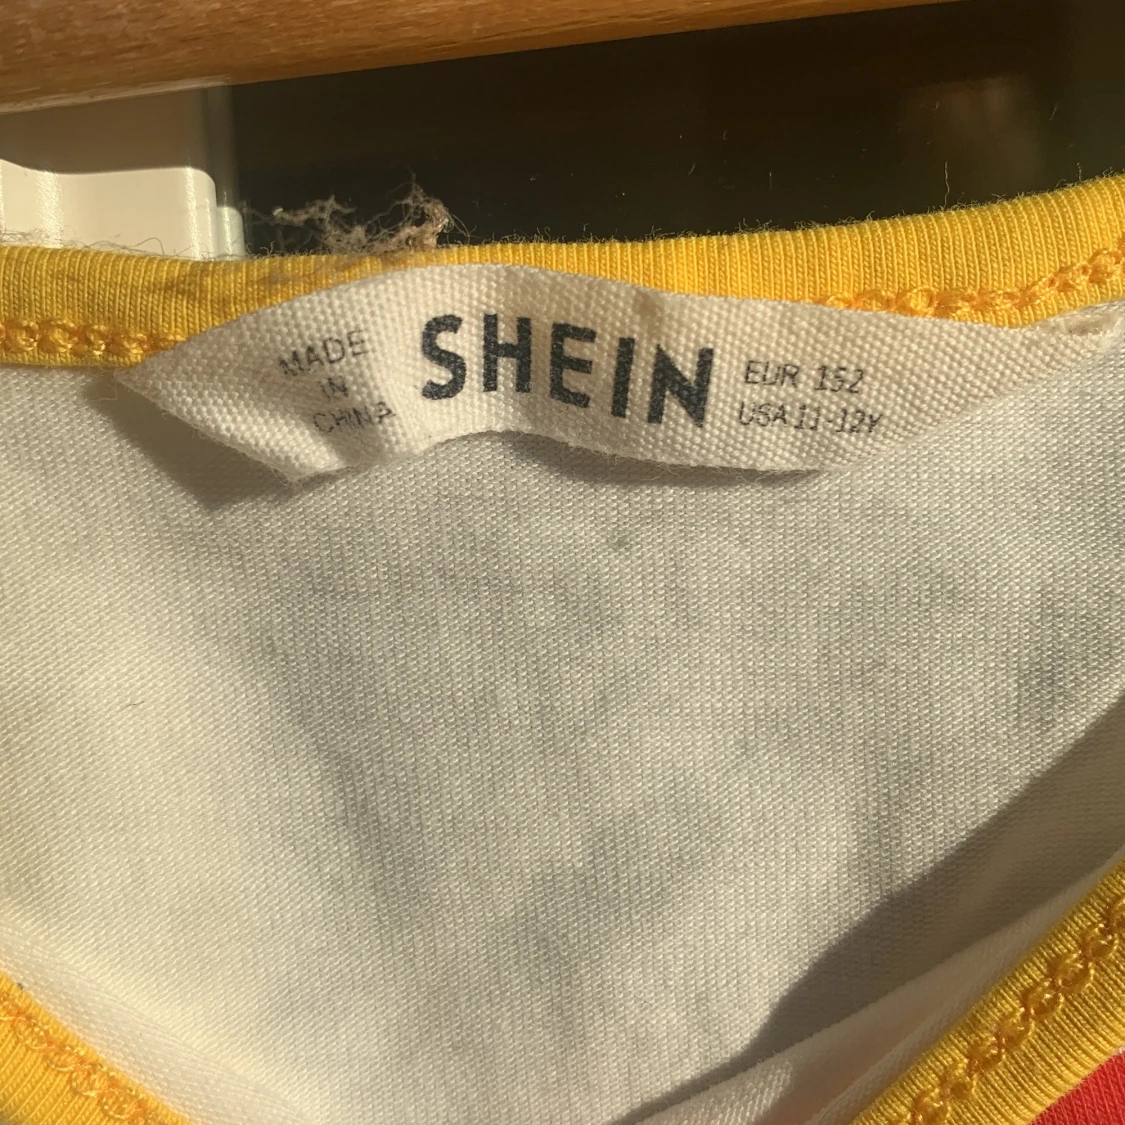 MADE
IN
CHINA
SHEIN
EUR 152
USA 11-12Y